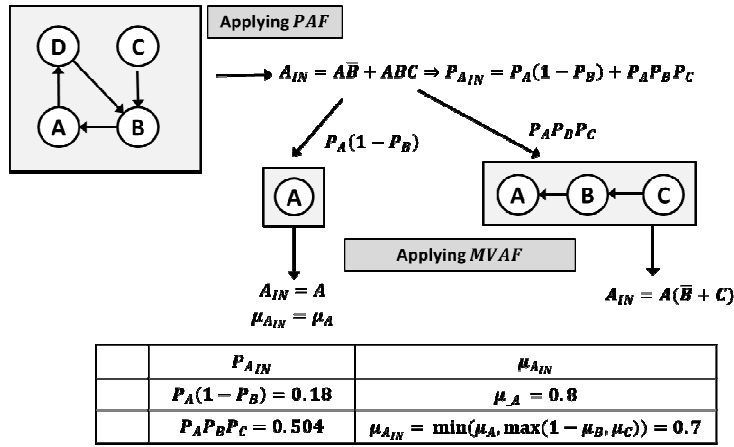 Applying PAF
D C
A B
A_IN = AB̅ + ABC ⇒ P_A_IN = P_A(1 − P_B) + P_A P_B P_C
P_A(1 − P_B)
P_A P_B P_C
A
A B C
Applying MVAF
A_IN = A
μ_A_IN = μ_A
A_IN = A(B̅ + C)
P_A_IN μ_A_IN
P_A(1 − P_B) = 0.18 μ_A = 0.8
P_A P_B P_C = 0.504 μ_A_IN = min(μ_A, max(1 − μ_B, μ_C)) = 0.7